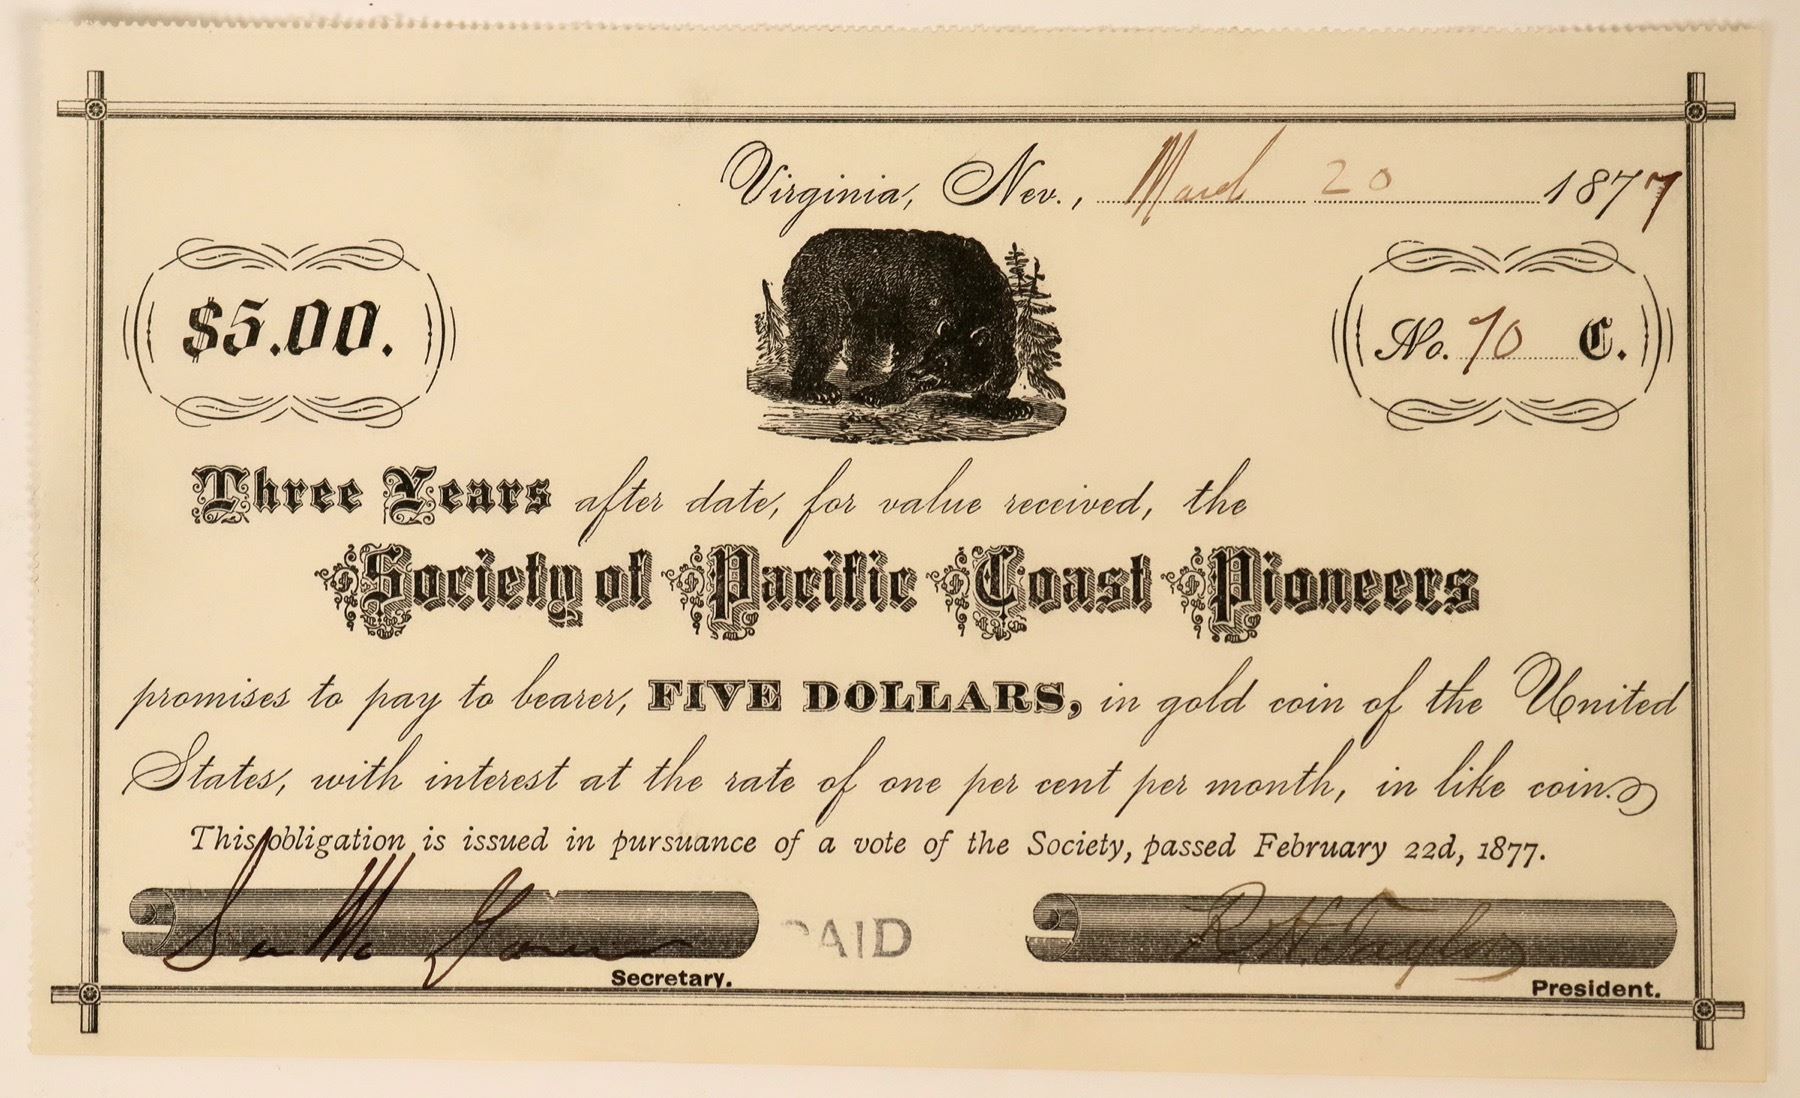 Virginia, Nev., March 20 1877
$5.00.
No. 70 C.
Three Years after date, for value received, the
Society of Pacific Coast Pioneers
promises to pay to bearer, FIVE DOLLARS, in gold coin of the United
States, with interest at the rate of one per cent per month, in like coin.
This obligation is issued in pursuance of a vote of the Society, passed February 22d, 1877.
PAID
R. H. Taylor
Secretary.
President.